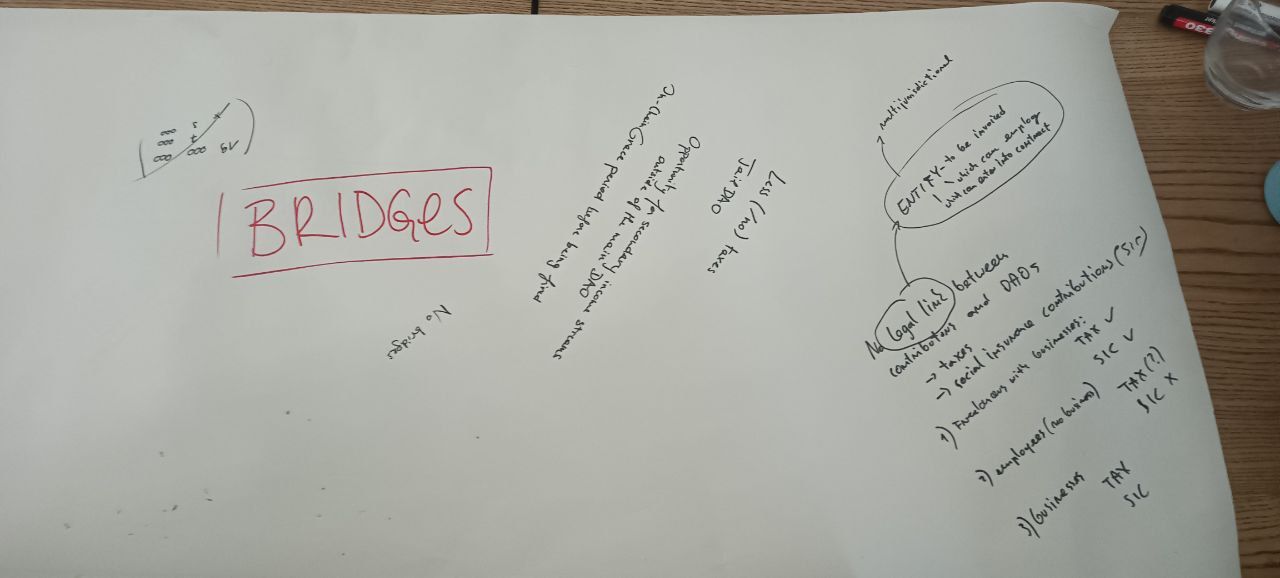 BRIDGES
No bridges
On-Chain Grace period before being fired
Opportunity for secondary income streams
outside of the main DAO
Jail DAO
Less (/no) taxes
multijurisdictional
ENTITY - to be invoiced
which can employ
which can enter into contract
No legal link between
contributors and DAOs
-> taxes
-> social insurance contributions (SIC)
1) Freelancers with businesses: TAX ✓
SIC ✓
2) employees (no business) TAX (?)
SIC X
3) businesses TAX
SIC